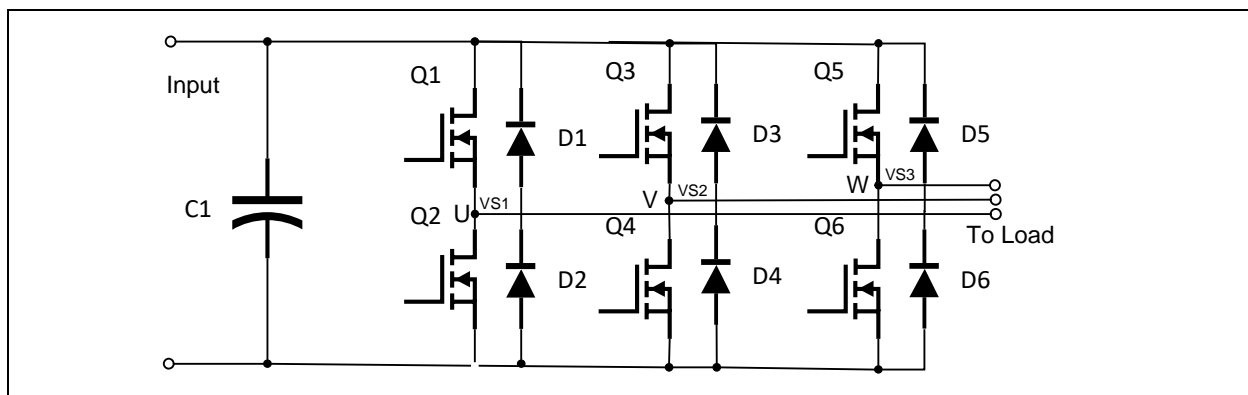 Input
C1
Q1
Q2
U
VS1
D1
D2
Q3
Q4
V
VS2
D3
D4
Q5
Q6
W
VS3
D5
D6
To Load